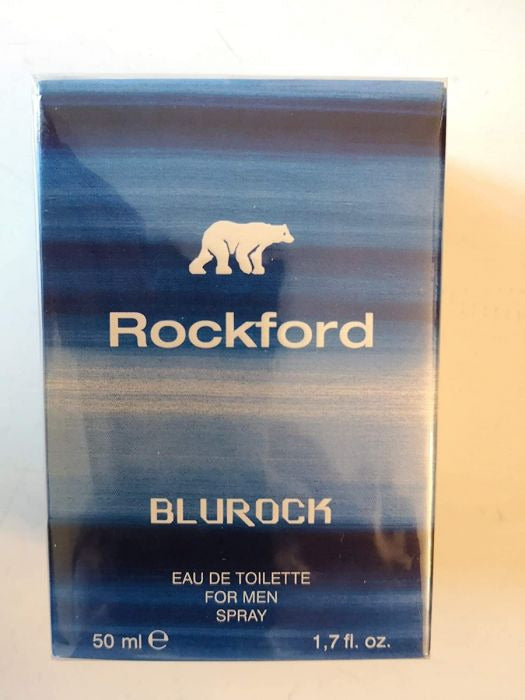 Rockford
BLUROCK
EAU DE TOILETTE
FOR MEN
SPRAY
50 ml ℮ 1,7 fl. oz.